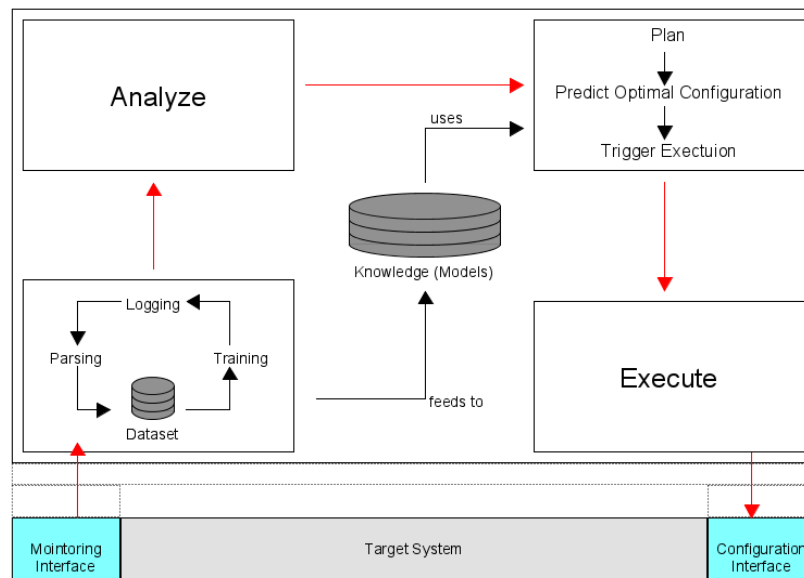 Analyze
Plan
Predict Optimal Configuration
Trigger Exectuion
uses
Knowledge (Models)
Logging
Parsing
Training
Dataset
feeds to
Execute
Mointoring
Interface
Target System
Configuration
Interface